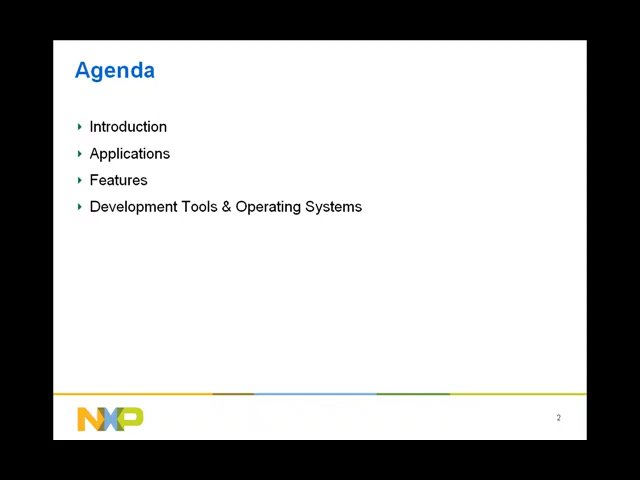 Agenda
Introduction
Applications
Features
Development Tools & Operating Systems
NXP
2